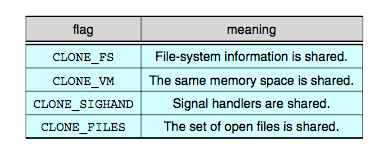 flag meaning
CLONE_FS File-system information is shared.
CLONE_VM The same memory space is shared.
CLONE_SIGHAND Signal handlers are shared.
CLONE_FILES The set of open files is shared.